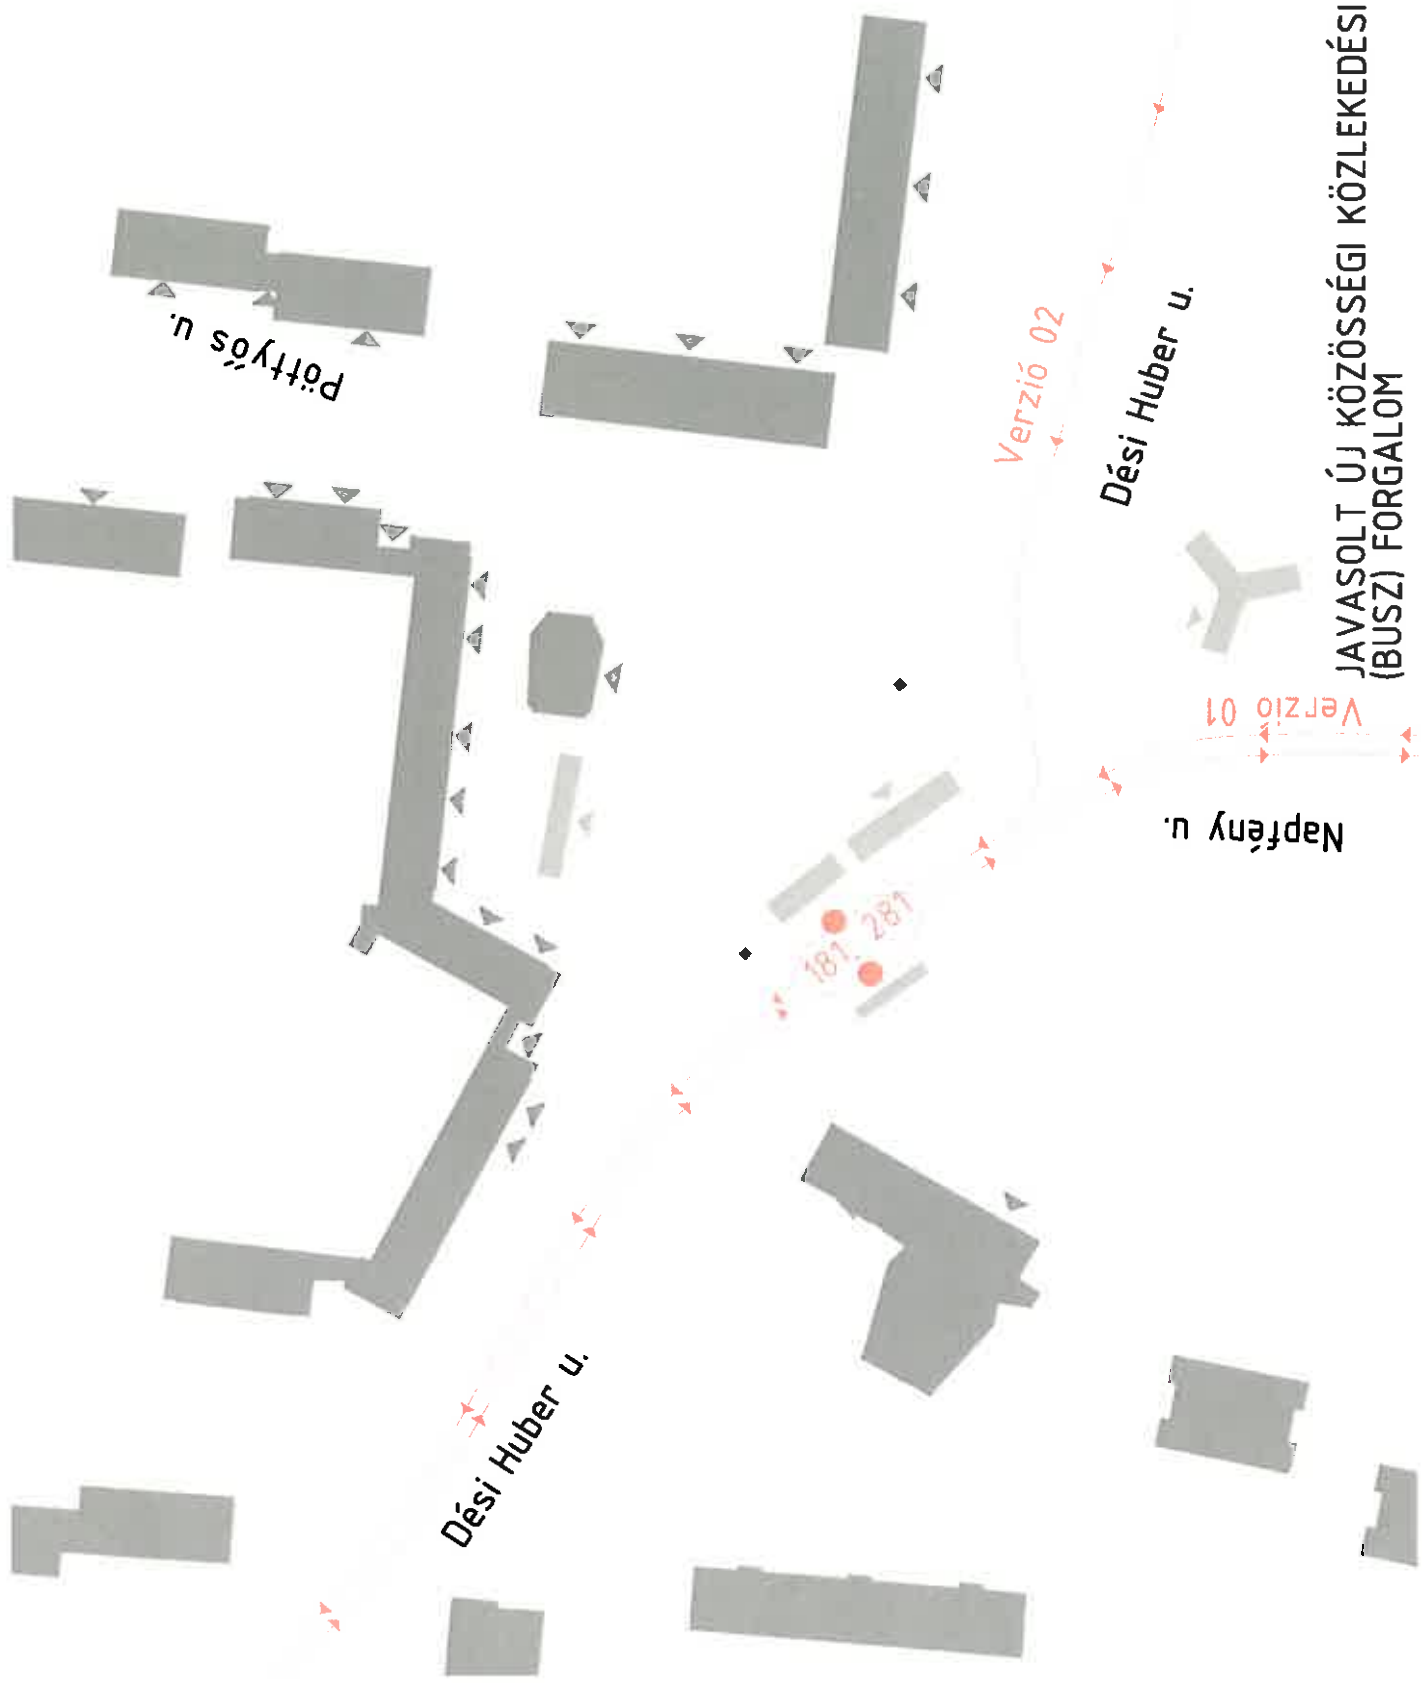 JAVASOLT ÚJ KÖZÖSSÉGI KÖZLEKEDÉSI
(BUSZ) FORGALOM
Pöttyös u.
Verzió 02
Dési Huber u.
Verzió 01
Napfény u.
181, 281
Dési Huber u.